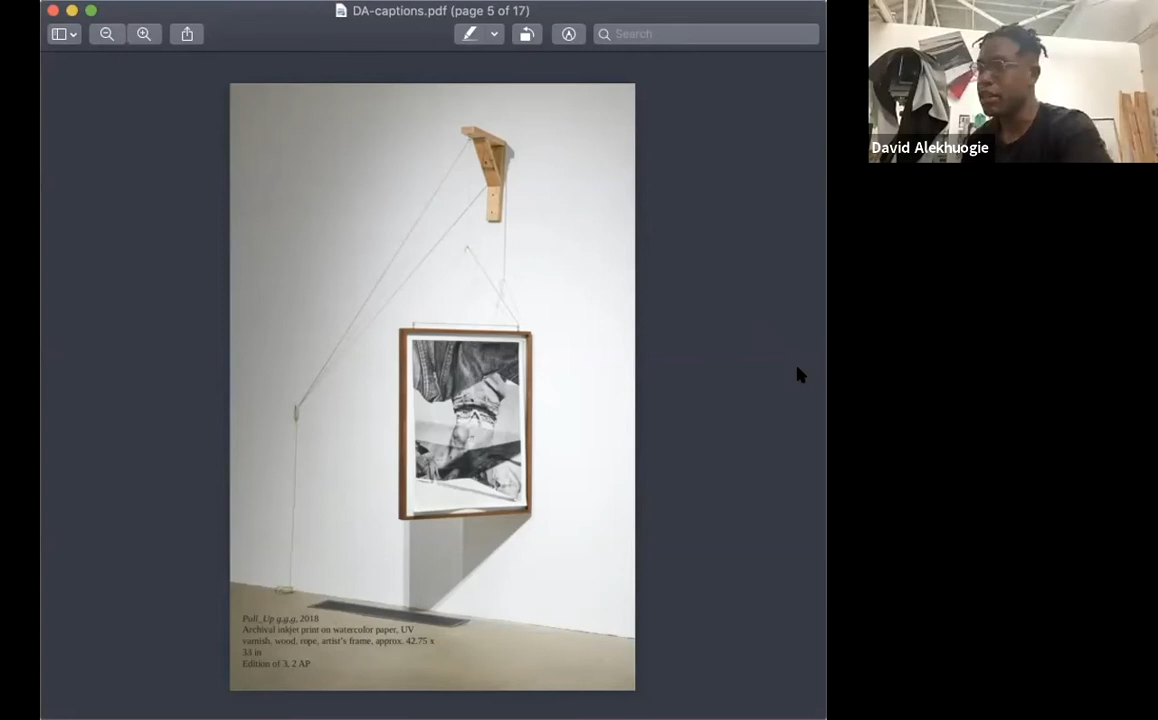 DA-captions.pdf (page 5 of 17)
Search
David Alekhuogie
Pull_Up g,g,g, 2018
Archival inkjet print on watercolor paper, UV
varnish, wood, rope, artist's frame, approx. 42.75 x
33 in
Edition of 3, 2 AP